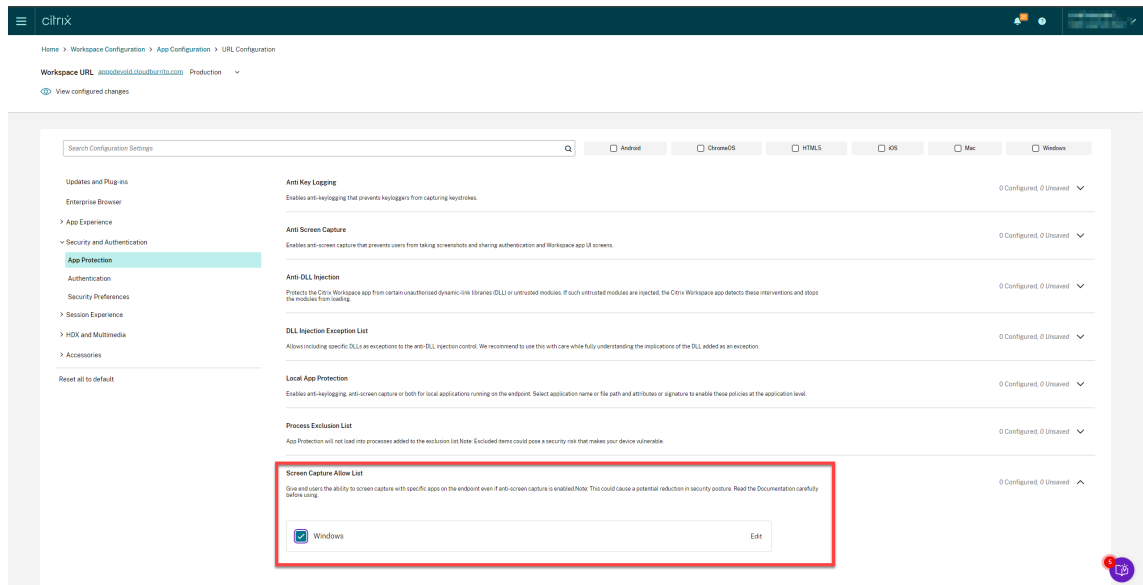 citrix
Home > Workspace Configuration > App Configuration > URL Configuration
Workspace URL apppdevold.cloudburrito.com Production
View configured changes
Search Configuration Settings
Android
ChromeOS
HTML5
iOS
Mac
Windows
Updates and Plug-ins
Enterprise Browser
App Experience
Security and Authentication
App Protection
Authentication
Security Preferences
Session Experience
HDX and Multimedia
Accessories
Reset all to default
Anti Key Logging
0 Configured, 0 Unsaved
Enables anti-keylogging that prevents keyloggers from capturing keystrokes.
Anti Screen Capture
0 Configured, 0 Unsaved
Enables anti-screen capture that prevents users from taking screenshots and sharing authentication and Workspace app UI screens.
Anti-DLL Injection
0 Configured, 0 Unsaved
Protects the Citrix Workspace app from certain unauthorised dynamic-link libraries (DLL) or untrusted modules. If such untrusted modules are injected, the Citrix Workspace app detects these interventions and stops
the modules from loading.
DLL Injection Exception List
0 Configured, 0 Unsaved
Allows including specific DLLs as exceptions to the anti-DLL injection control. We recommend to use this with care while fully understanding the implications of the DLL added as an exception.
Local App Protection
0 Configured, 0 Unsaved
Enables anti-keylogging, anti-screen capture or both for local applications running on the endpoint. Select application name or file path and attributes or signature to enable these policies at the application level.
Process Exclusion List
0 Configured, 0 Unsaved
App Protection will not load into processes added to the exclusion list.Note: Excluded items could pose a security risk that makes your device vulnerable.
Screen Capture Allow List
0 Configured, 0 Unsaved
Give end users the ability to screen capture with specific apps on the endpoint even if anti-screen capture is enabled.Note: This could cause a potential reduction in security posture. Read the Documentation carefully
before using.
Windows
Edit
5